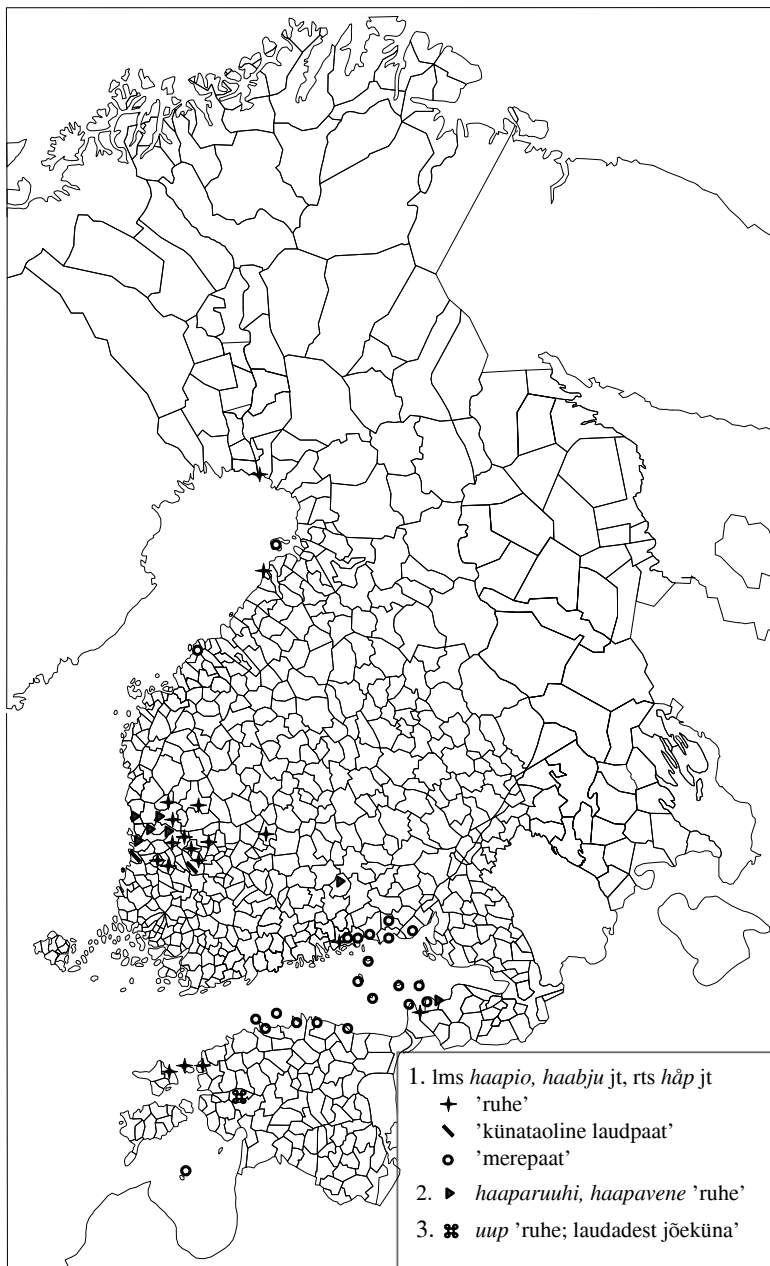 1. lms haapio, haabju jt, rts håp jt
'ruhe'
'künataoline laudpaat'
'merepaat'
2. haaparuuhi, haapavene 'ruhe'
3. uup 'ruhe; laudadest jõeküna'